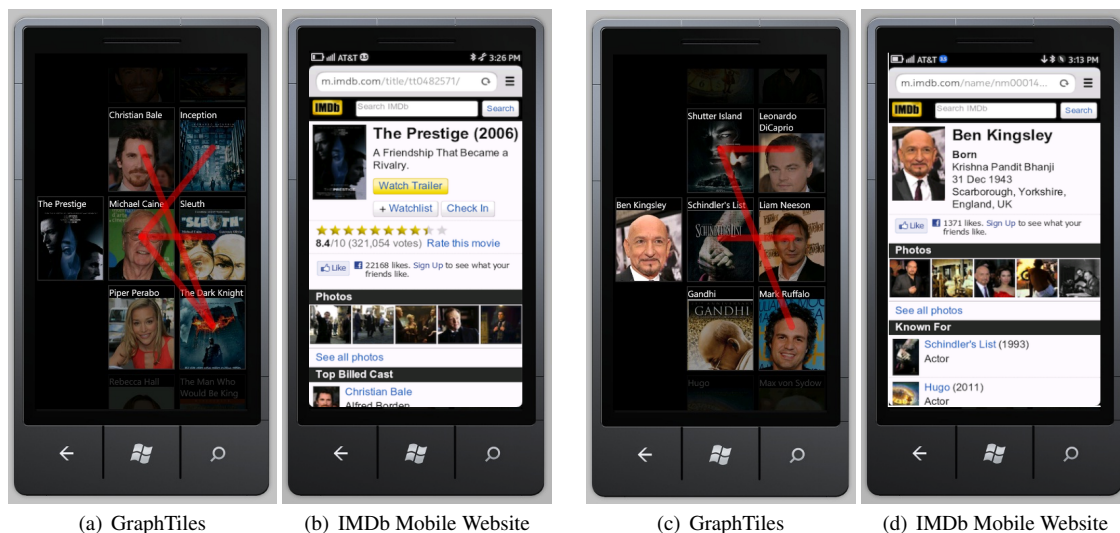 Christian Bale
Inception
The Prestige
Michael Caine
Sleuth
"SLEUTH"
Piper Perabo
The Dark Knight
Rebecca Hall
The Man Who
Would Be King
(a) GraphTiles
AT&T 3:26 PM
m.imdb.com/title/tt0482571/
IMDb Search IMDb Search
The Prestige (2006)
A Friendship That Became a
Rivalry.
Watch Trailer
+ Watchlist Check In
8.4/10 (321,054 votes) Rate this movie
Like 22168 likes. Sign Up to see what your
friends like.
Photos
See all photos
Top Billed Cast
Christian Bale
Alfred Borden
(b) IMDb Mobile Website
Shutter Island
Leonardo
DiCaprio
Ben Kingsley
Schindler's List
Liam Neeson
SCHINDLER'S LIST
Gandhi
GANDHI
Mark Ruffalo
Hugo
Max von Sydow
(c) GraphTiles
AT&T 3:13 PM
m.imdb.com/name/nm00014...
IMDb Search IMDb Search
Ben Kingsley
Born
Krishna Pandit Bhanji
31 Dec 1943
Scarborough, Yorkshire,
England, UK
Like 1371 likes. Sign Up to see what your
friends like.
Photos
See all photos
Known For
Schindler's List (1993)
Actor
Hugo (2011)
Actor
(d) IMDb Mobile Website